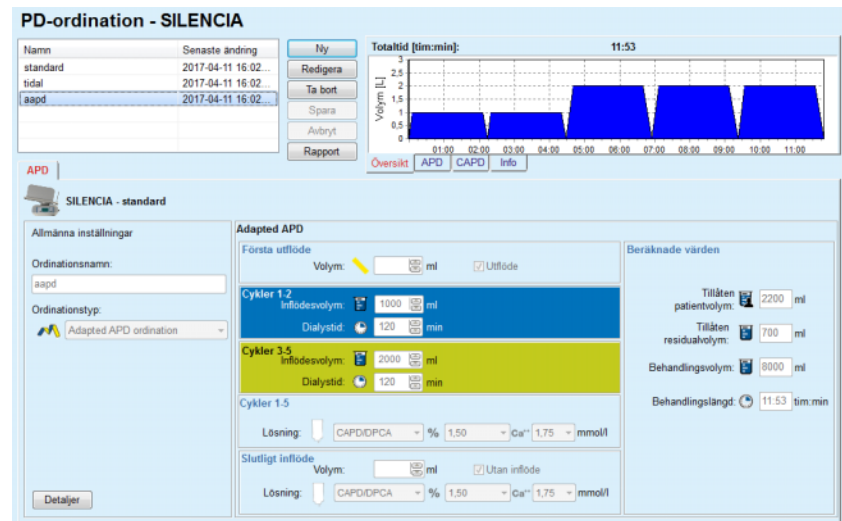 PD-ordination - SILENCIA
Namn Senaste ändring
standard 2017-04-11 16:02...
tidal 2017-04-11 16:02...
aapd 2017-04-11 16:02...
Ny
Redigera
Ta bort
Spara
Avbryt
Rapport
Totaltid [tim:min]: 11:53
Volym [L]
3
2,5
2
1,5
1
0,5
0
01:00 02:00 03:00 04:00 05:00 06:00 07:00 08:00 09:00 10:00 11:00
Översikt APD CAPD Info
APD
SILENCIA - standard
Allmänna inställningar
Ordinationsnamn:
aapd
Ordinationstyp:
Adapted APD ordination
Detaljer
Adapted APD
Första utflöde
Volym: ml Utflöde
Cykler 1-2
Inflödesvolym: 1000 ml
Dialystid: 120 min
Cykler 3-5
Inflödesvolym: 2000 ml
Dialystid: 120 min
Cykler 1-5
Lösning: CAPD/DPCA % 1,50 Ca++ 1,75 mmol/l
Slutligt inflöde
Volym: ml Utan inflöde
Lösning: CAPD/DPCA % 1,50 Ca++ 1,75 mmol/l
Beräknade värden
Tillåten
patientvolym: 2200 ml
Tillåten
residualvolym: 700 ml
Behandlingsvolym: 8000 ml
Behandlingslängd: 11:53 tim:min